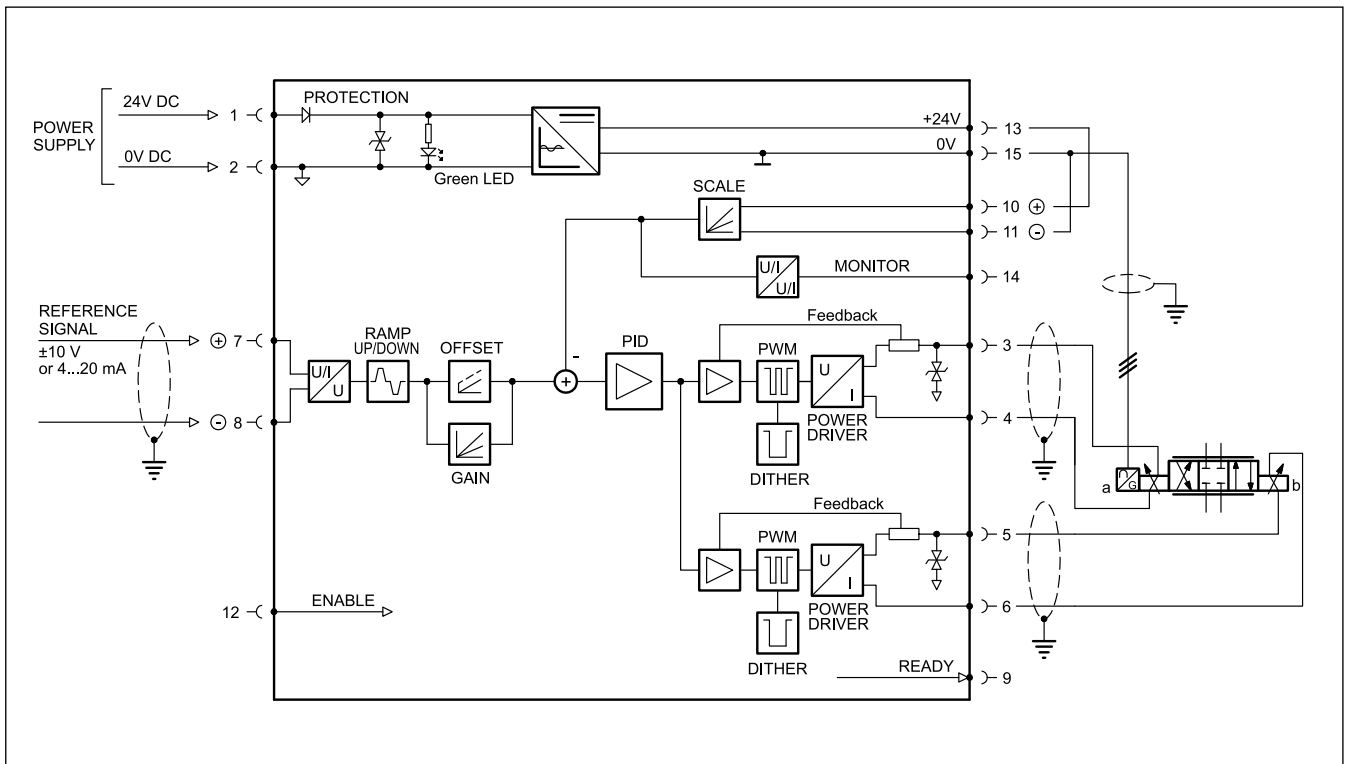 POWER
SUPPLY
24V DC
1
0V DC
2
PROTECTION
Green LED
+24V
13
0V
15
SCALE
10 +
11 -
U/I
U/I
MONITOR
14
REFERENCE
SIGNAL
±10 V
or 4...20 mA
+ 7
- 8
U/I
U
RAMP
UP/DOWN
OFFSET
GAIN
-
+
PID
Feedback
PWM
U
I
POWER
DRIVER
DITHER
3
4
G
a
b
Feedback
PWM
U
I
POWER
DRIVER
DITHER
5
6
12
ENABLE
READY
9